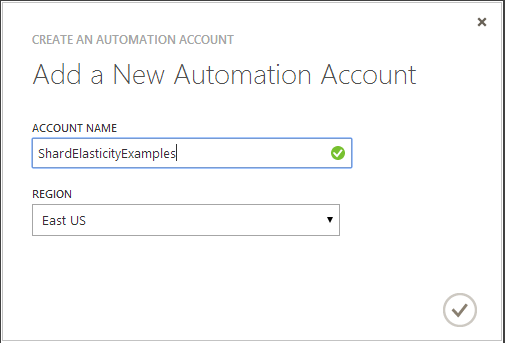 CREATE AN AUTOMATION ACCOUNT
Add a New Automation Account
ACCOUNT NAME
ShardElasticityExamples
REGION
East US